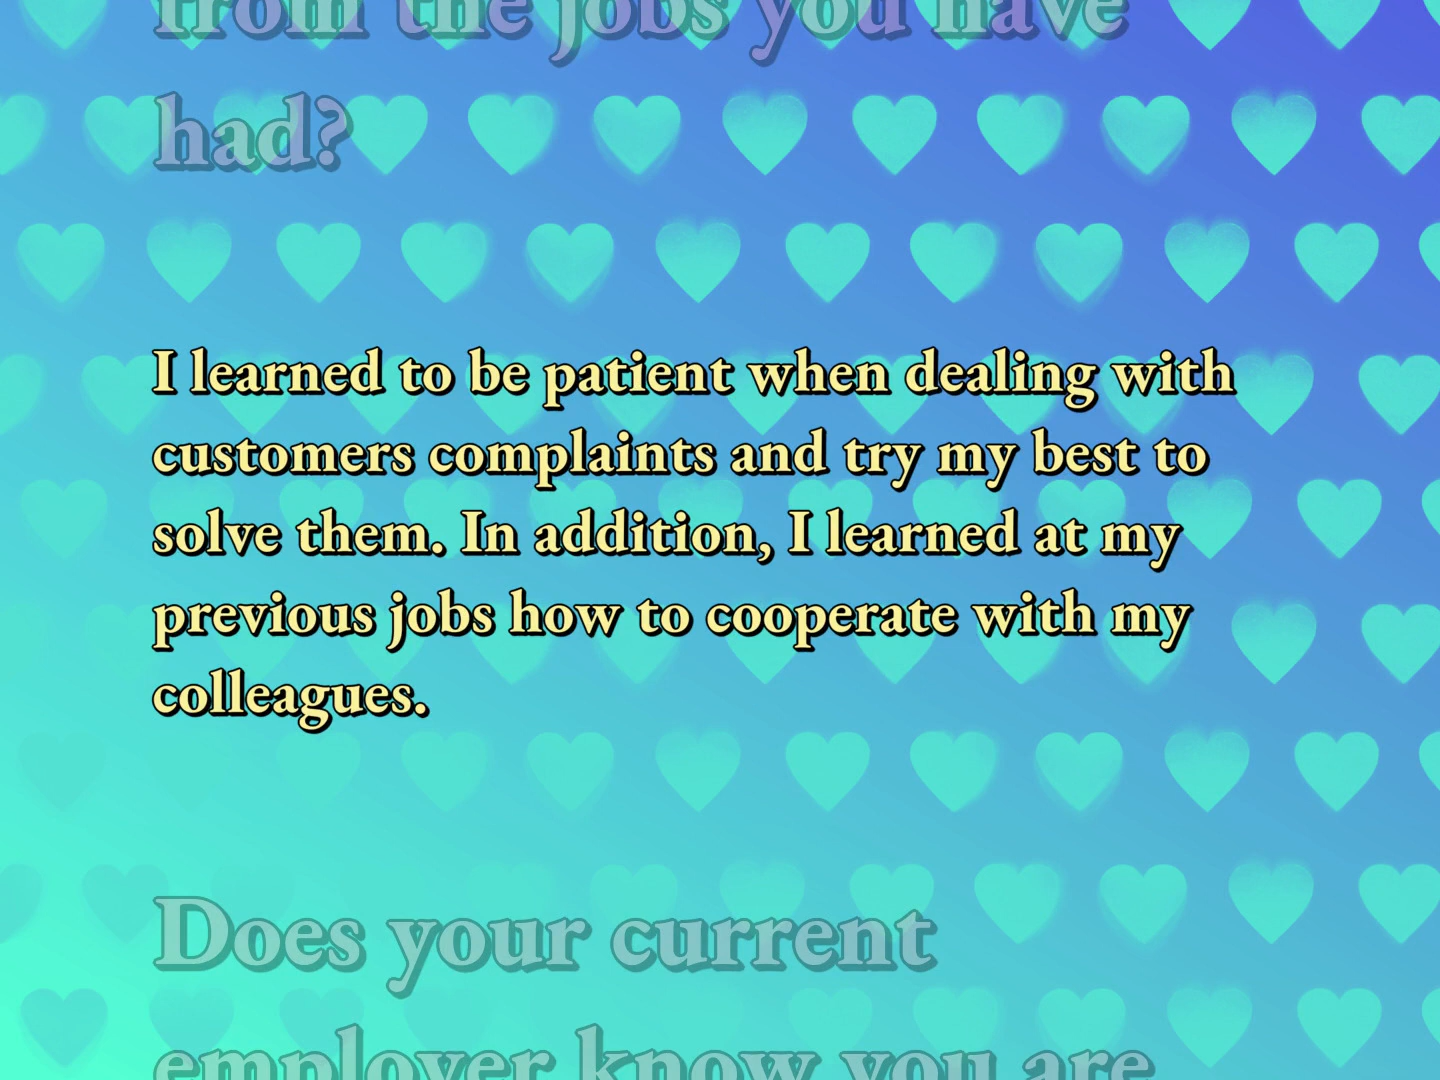 from the jobs you have
had?
I learned to be patient when dealing with
customers complaints and try my best to
solve them. In addition, I learned at my
previous jobs how to cooperate with my
colleagues.
Does your current
employer know you are